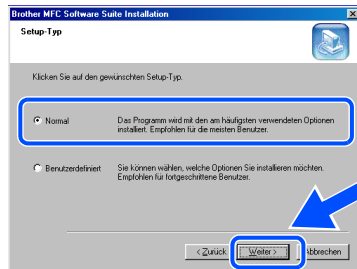 Brother MFC Software Suite Installation
Setup-Typ
Klicken Sie auf den gewünschten Setup-Typ.
Normal
Das Programm wird mit den am häufigsten verwendeten Optionen
installiert. Empfohlen für die meisten Benutzer.
Benutzerdefiniert
Sie können wählen, welche Optionen Sie installieren möchten.
Empfohlen für fortgeschrittene Benutzer.
< Zurück
Weiter >
Abbrechen